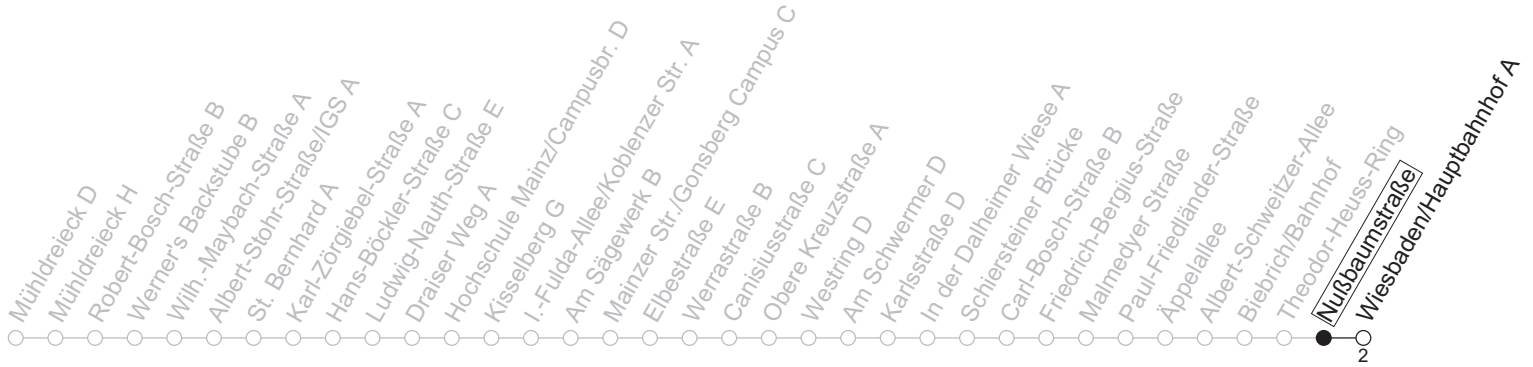 Mühldreieck D
Mühldreieck H
Robert-Bosch-Straße B
Werner's Backstube B
Wilh.-Maybach-Straße A
Albert-Stohr-Straße/IGS A
St. Bernhard A
Karl-Zörgiebel-Straße A
Hans-Böckler-Straße C
Ludwig-Nauth-Straße E
Draiser Weg A
Hochschule Mainz/Campusbr. D
Kisselberg G
I.-Fulda-Allee/Koblenzer Str. A
Am Sägewerk B
Mainzer Str./Gonsberg Campus C
Elbestraße E
Werrastraße B
Canisiusstraße C
Obere Kreuzstraße A
Westring D
Am Schwermer D
Karlsstraße D
In der Dalheimer Wiese A
Schiersteiner Brücke
Carl-Bosch-Straße B
Friedrich-Bergius-Straße
Malmedyer Straße
Paul-Friedländer-Straße
Äppelallee
Albert-Schweitzer-Allee
Biebrich/Bahnhof
Theodor-Heuss-Ring
Nußbaumstraße
Wiesbaden/Hauptbahnhof A
2